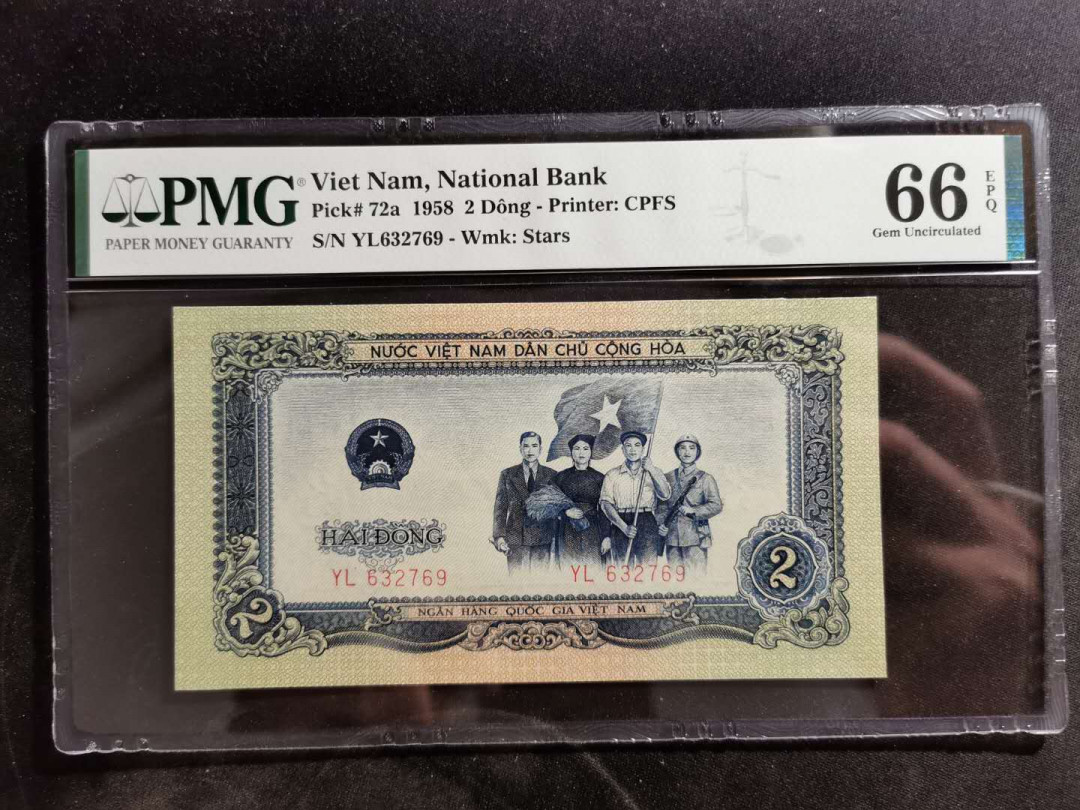 PMG®
PAPER MONEY GUARANTY
Viet Nam, National Bank
Pick# 72a 1958 2 Dông - Printer: CPFS
S/N YL632769 - Wmk: Stars
66
EPQ
Gem Uncirculated
NƯỚC VIỆT NAM DÂN CHỦ CỘNG HÒA
HAI ĐỒNG
YL 632769
YL 632769
2
2
NGÂN HÀNG QUỐC GIA VIỆT NAM